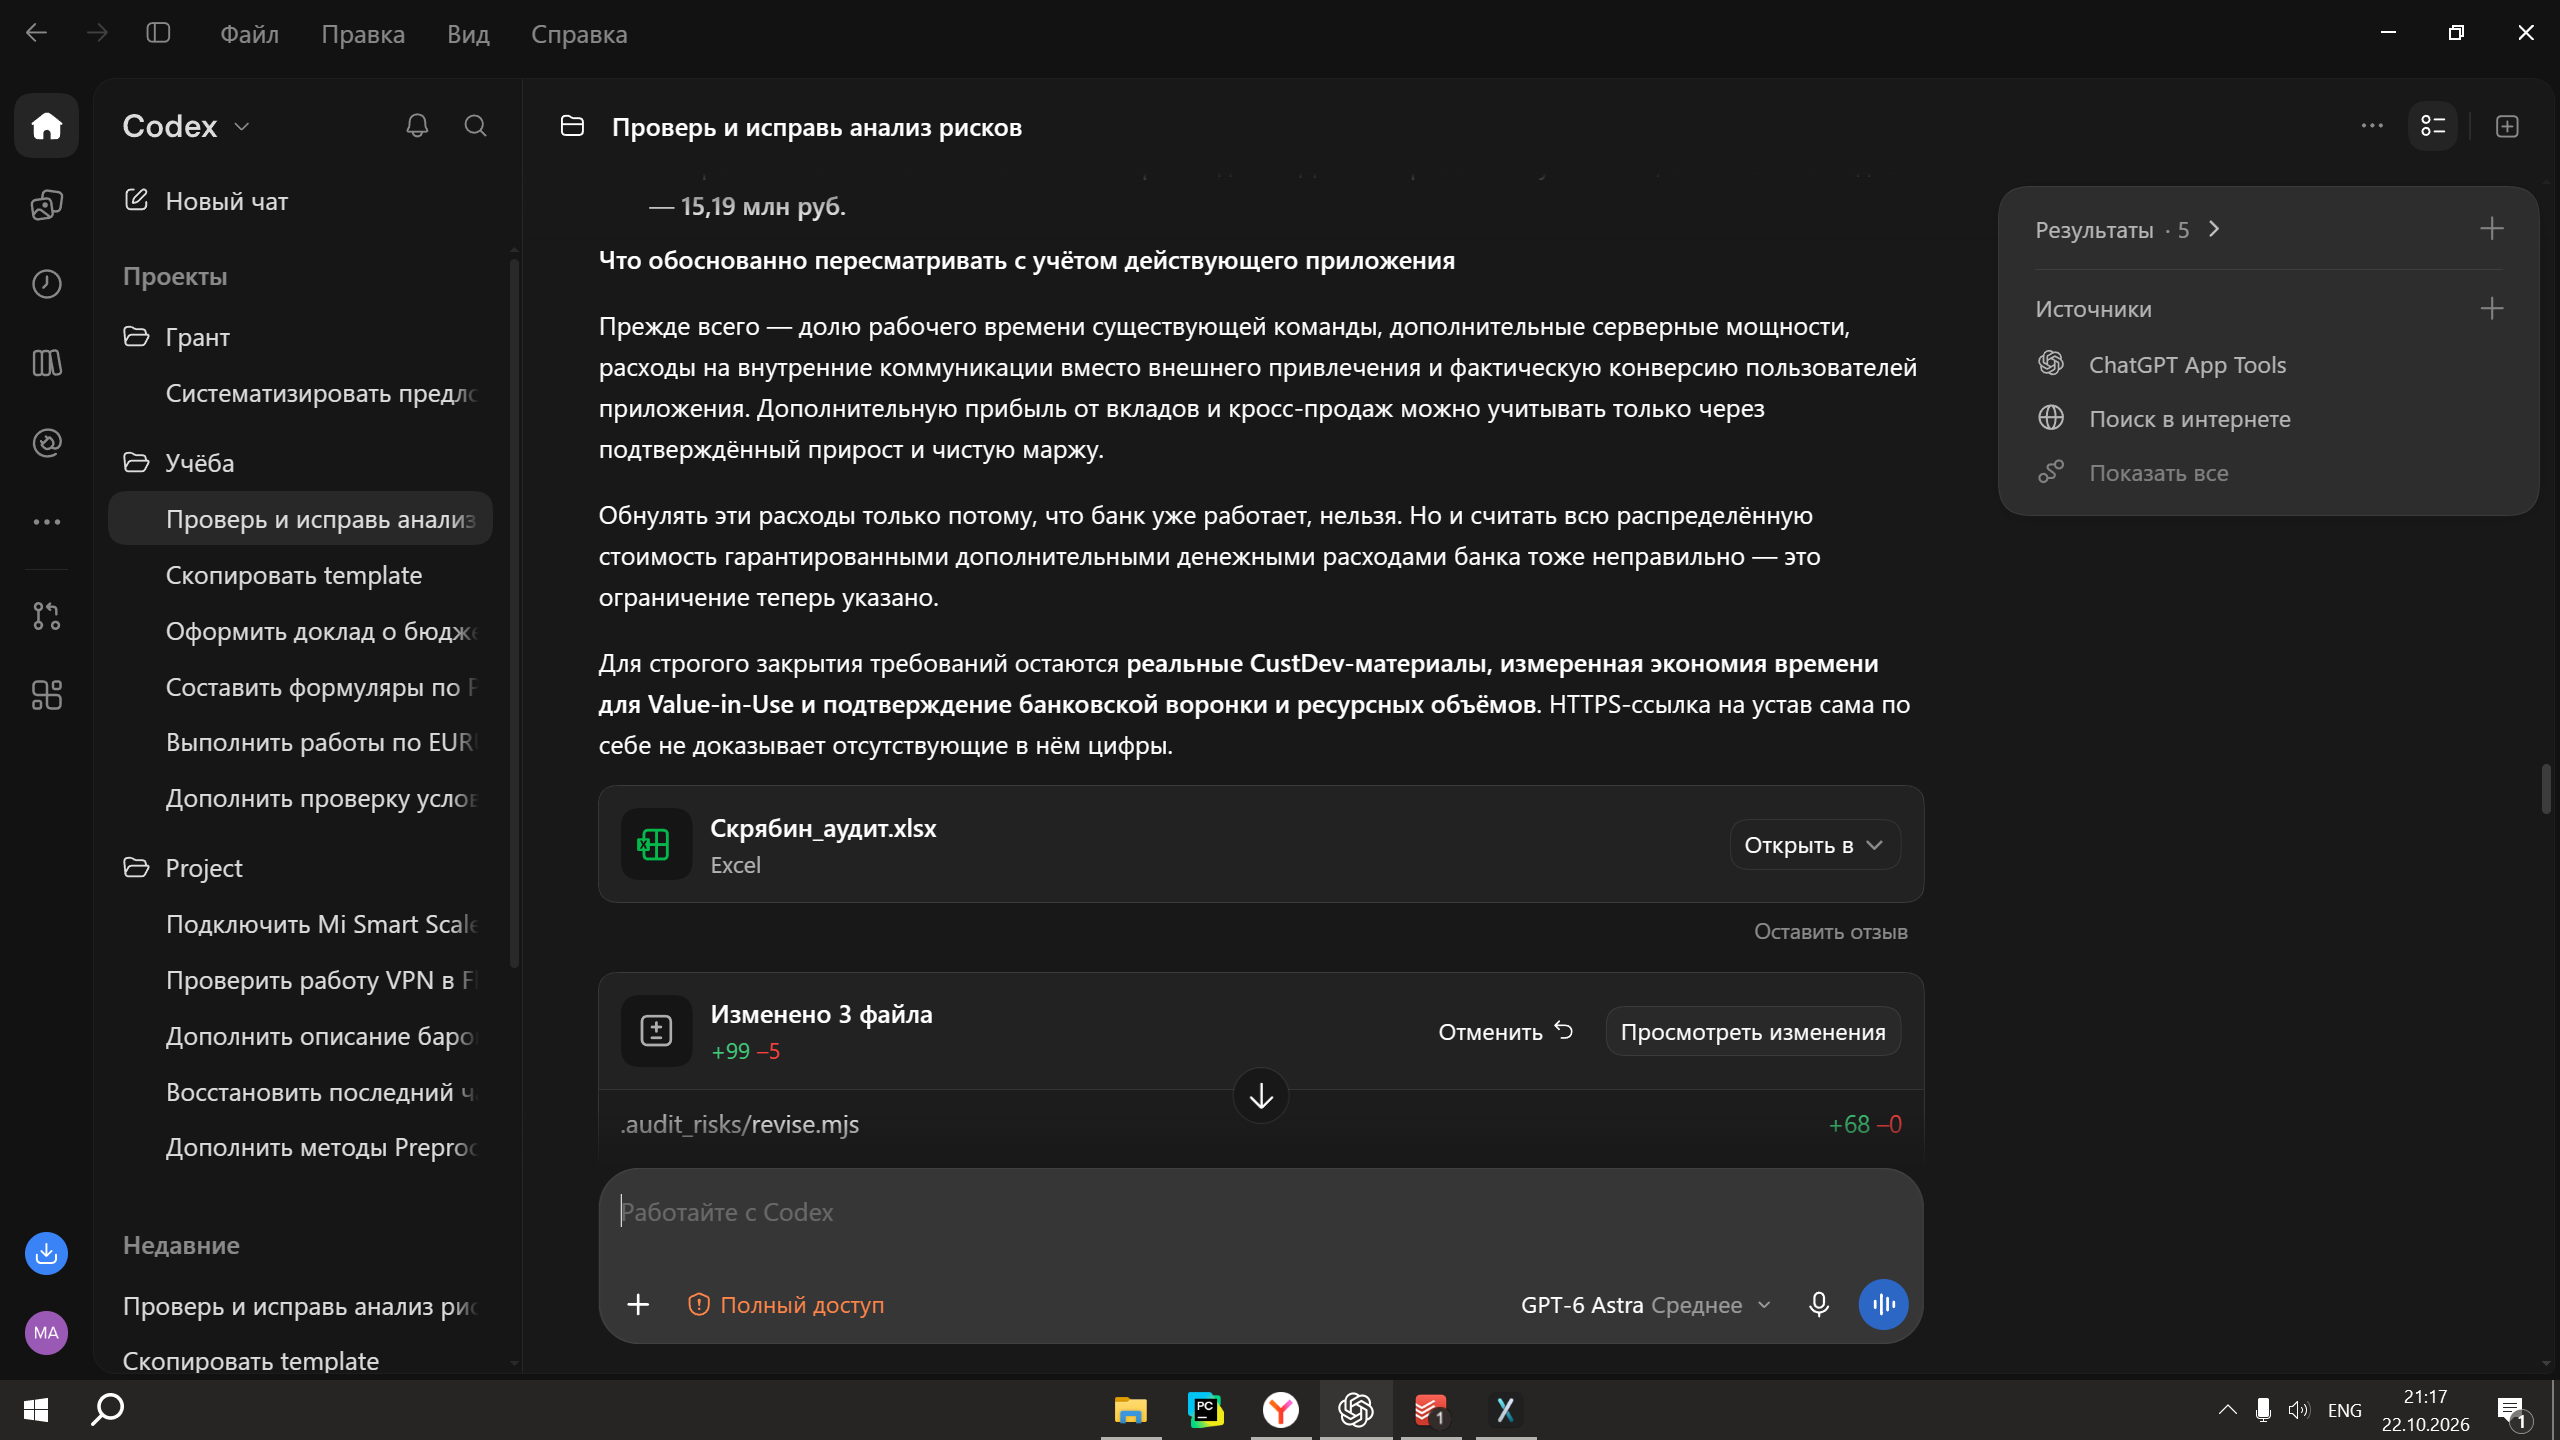 Файл Правка Вид Справка
Codex
Новый чат
Проекты
Грант
Систематизировать предло
Учёба
Проверь и исправь анализ
Скопировать template
Оформить доклад о бюдже
Составить формуляры по
Выполнить работы по EUR
Дополнить проверку услов
Project
Подключить Mi Smart Scale
Проверить работу VPN в
Дополнить описание баро
Восстановить последний ч
Дополнить методы Preproc
Недавние
Проверь и исправь анализ рис
Скопировать template
MA
Проверь и исправь анализ рисков
— 15,19 млн руб.
Что обоснованно пересматривать с учётом действующего приложения
Прежде всего — долю рабочего времени существующей команды, дополнительные серверные мощности,
расходы на внутренние коммуникации вместо внешнего привлечения и фактическую конверсию пользователей
приложения. Дополнительную прибыль от вкладов и кросс-продаж можно учитывать только через
подтверждённый прирост и чистую маржу.
Обнулять эти расходы только потому, что банк уже работает, нельзя. Но и считать всю распределённую
стоимость гарантированными дополнительными денежными расходами банка тоже неправильно — это
ограничение теперь указано.
Для строгого закрытия требований остаются реальные CustDev-материалы, измеренная экономия времени
для Value-in-Use и подтверждение банковской воронки и ресурсных объёмов. HTTPS-ссылка на устав сама по
себе не доказывает отсутствующие в нём цифры.
Скрябин_аудит.xlsx
Excel
Открыть в
Оставить отзыв
Изменено 3 файла
+99 –5
Отменить
Просмотреть изменения
.audit_risks/revise.mjs
+68 –0
Работайте с Codex
Полный доступ
GPT-6 Astra Среднее
Результаты · 5
Источники
ChatGPT App Tools
Поиск в интернете
Показать все
PC
1
ENG
21:17
22.10.2026
1